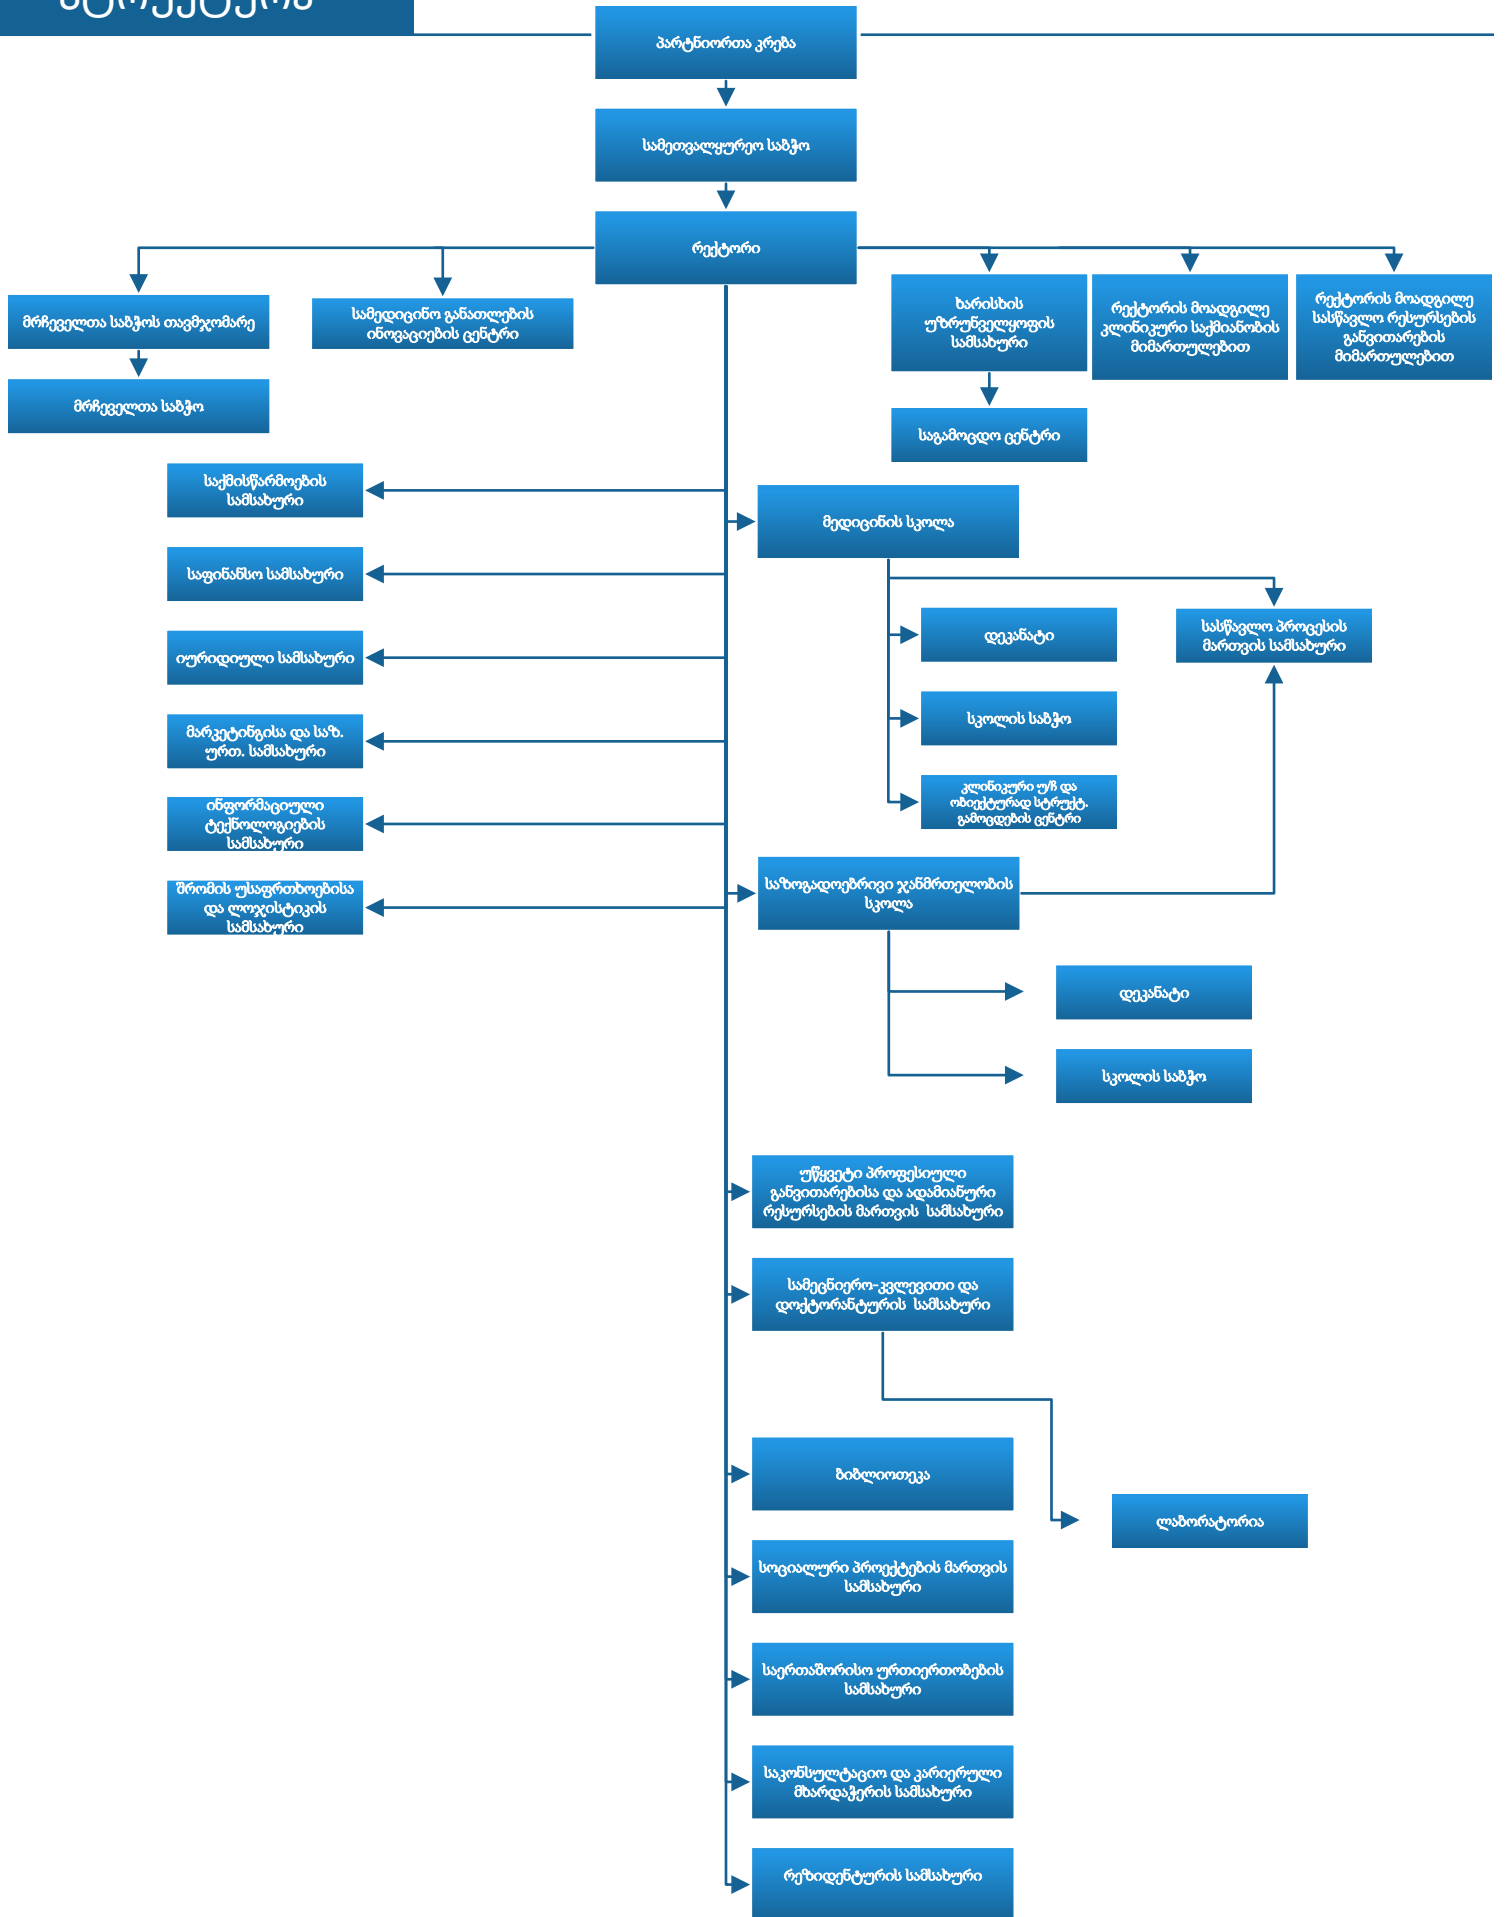 სტრუქტურა
პარტნიორთა კრება
სამეთვალყურეო საბჭო
რექტორი
მრჩეველთა საბჭოს თავმჯომარე
სამედიცინო განათლების
ინოვაციების ცენტრი
ხარისხის
უზრუნველყოფის
სამსახური
რექტორის მოადგილე
კლინიკური საქმიანობის
მიმართულებით
რექტორის მოადგილე
სასწავლო რესურსების
განვითარების
მიმართულებით
მრჩეველთა საბჭო
საგამოცდო ცენტრი
საქმისწარმოების
სამსახური
მედიცინის სკოლა
საფინანსო სამსახური
დეკანატი
სასწავლო პროცესის
მართვის სამსახური
იურიდიული სამსახური
სკოლის საბჭო
მარკეტინგისა და საზ.
ურთ. სამსახური
კლინიკური უ/ჩ და
ობიექტურად სტრუქტ.
გამოცდების ცენტრი
ინფორმაციული
ტექნოლოგიების
სამსახური
საზოგადოებრივი ჯანმრთელობის
სკოლა
შრომის უსაფრთხოებისა
და ლოჯისტიკის
სამსახური
დეკანატი
სკოლის საბჭო
უწყვეტი პროფესიული
განვითარებისა და ადამიანური
რესურსების მართვის სამსახური
სამეცნიერო-კვლევითი და
დოქტორანტურის სამსახური
ბიბლიოთეკა
ლაბორატორია
სოციალური პროექტების მართვის
სამსახური
საერთაშორისო ურთიერთობების
სამსახური
საკონსულტაციო და კარიერული
მხარდაჭერის სამსახური
რეზიდენტურის სამსახური